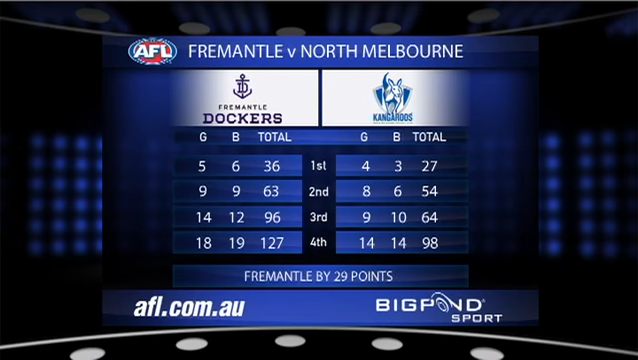 AFL FREMANTLE v NORTH MELBOURNE
FREMANTLE DOCKERS
KANGAROOS
G B TOTAL G B TOTAL
5 6 36 1st 4 3 27
9 9 63 2nd 8 6 54
14 12 96 3rd 9 10 64
18 19 127 4th 14 14 98
FREMANTLE BY 29 POINTS
afl.com.au BIGPOND
SPORT